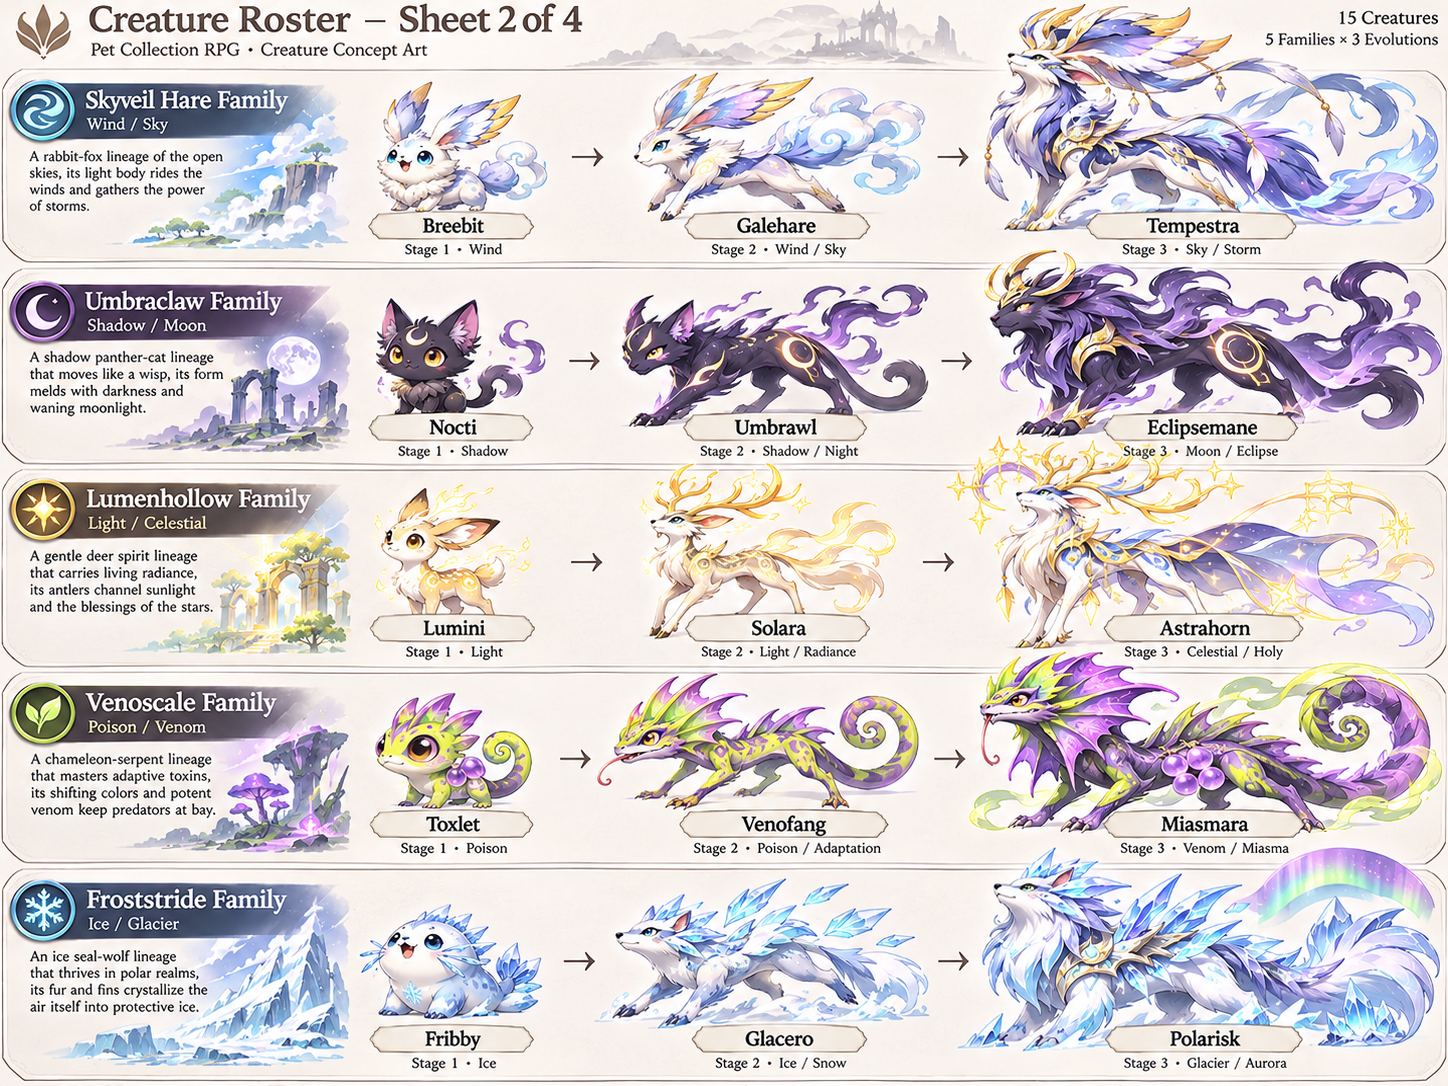 Creature Roster – Sheet 2 of 4
Pet Collection RPG • Creature Concept Art
15 Creatures
5 Families × 3 Evolutions
Skyveil Hare Family
Wind / Sky
A rabbit-fox lineage of the open
skies, its light body rides the
winds and gathers the power
of storms.
Breebit
Stage 1 • Wind
Galehare
Stage 2 • Wind / Sky
Tempestra
Stage 3 • Sky / Storm
Umbraclaw Family
Shadow / Moon
A shadow panther-cat lineage
that moves like a wisp, its form
melds with darkness and
waning moonlight.
Nocti
Stage 1 • Shadow
Umbrawl
Stage 2 • Shadow / Night
Eclipsemane
Stage 3 • Moon / Eclipse
Lumenhollow Family
Light / Celestial
A gentle deer spirit lineage
that carries living radiance,
its antlers channel sunlight
and the blessings of the stars.
Lumini
Stage 1 • Light
Solara
Stage 2 • Light / Radiance
Astrahorn
Stage 3 • Celestial / Holy
Venoscale Family
Poison / Venom
A chameleon-serpent lineage
that masters adaptive toxins,
its shifting colors and potent
venom keep predators at bay.
Toxlet
Stage 1 • Poison
Venofang
Stage 2 • Poison / Adaptation
Miasmara
Stage 3 • Venom / Miasma
Froststride Family
Ice / Glacier
An ice seal-wolf lineage
that thrives in polar realms,
its fur and fins crystallize the
air itself into protective ice.
Fribby
Stage 1 • Ice
Glacero
Stage 2 • Ice / Snow
Polarisk
Stage 3 • Glacier / Aurora